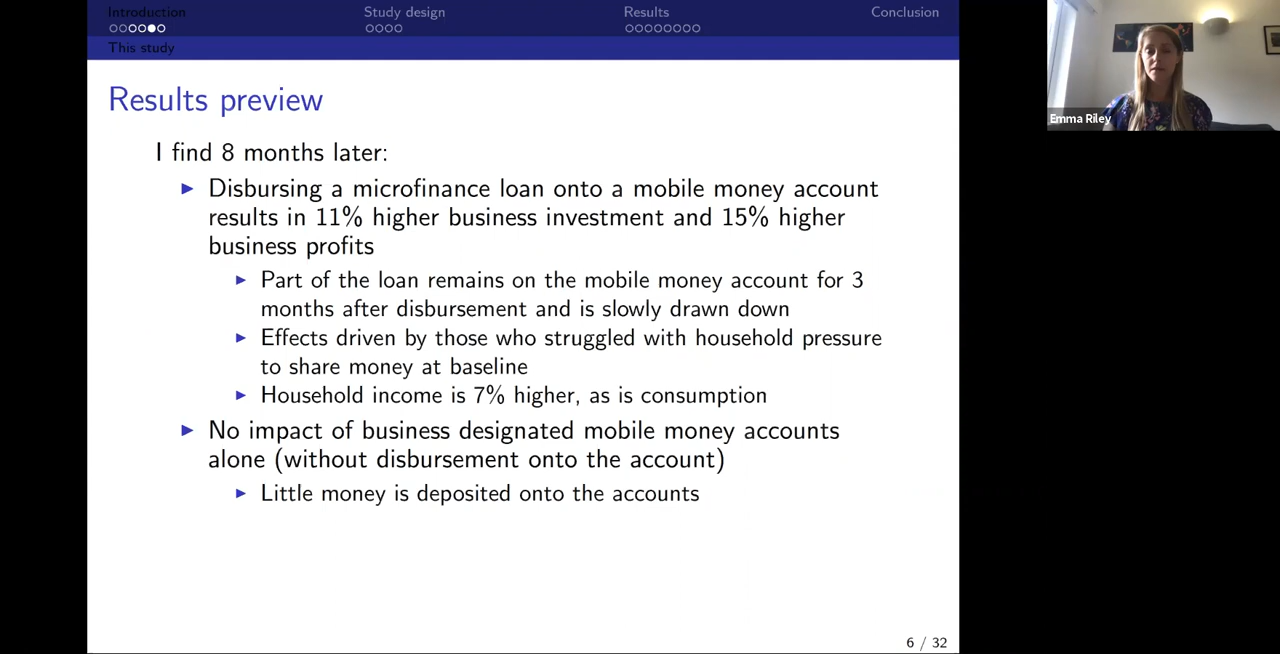 Introduction Study design Results Conclusion
This study
Results preview
I find 8 months later:
Disbursing a microfinance loan onto a mobile money account
results in 11% higher business investment and 15% higher
business profits
Part of the loan remains on the mobile money account for 3
months after disbursement and is slowly drawn down
Effects driven by those who struggled with household pressure
to share money at baseline
Household income is 7% higher, as is consumption
No impact of business designated mobile money accounts
alone (without disbursement onto the account)
Little money is deposited onto the accounts
6 / 32
Emma Riley